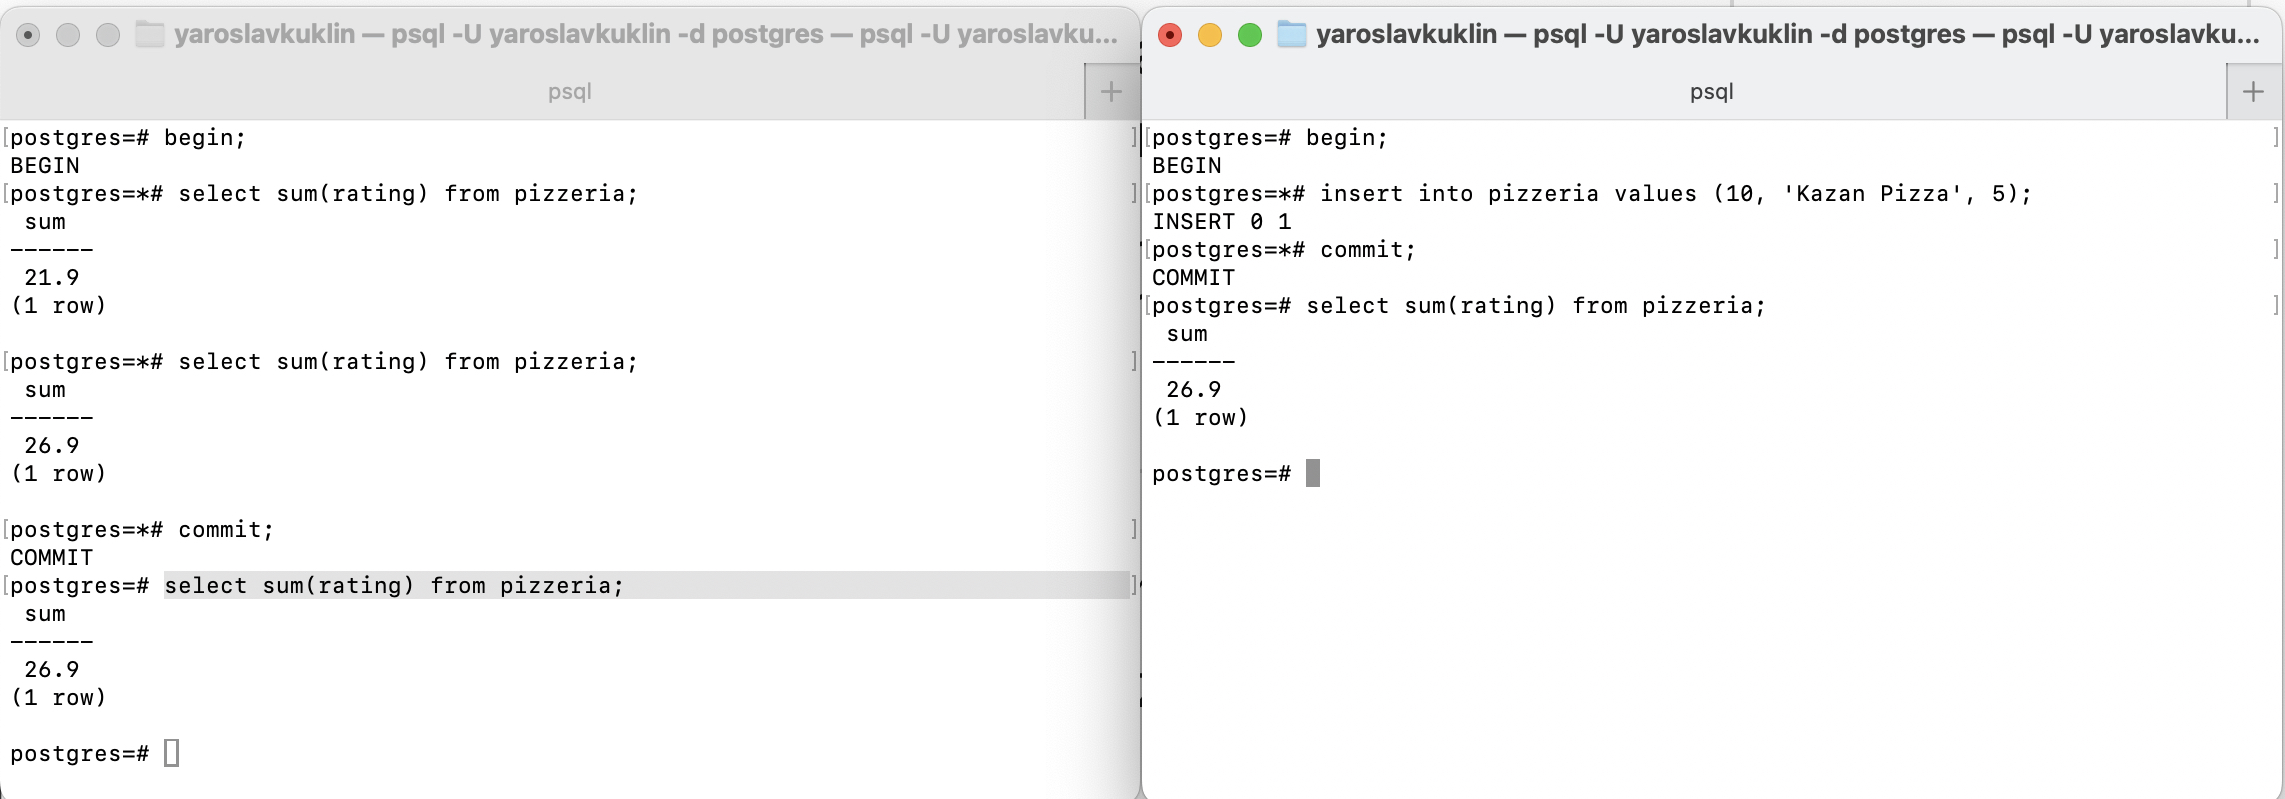 yaroslavkuklin — psql -U yaroslavkuklin -d postgres — psql -U yaroslavku...
psql
+
[postgres=# begin; ]
BEGIN
[postgres=*# select sum(rating) from pizzeria; ]
sum
------
21.9
(1 row)
[postgres=*# select sum(rating) from pizzeria; ]
sum
------
26.9
(1 row)
[postgres=*# commit; ]
COMMIT
[postgres=# select sum(rating) from pizzeria; ]
sum
------
26.9
(1 row)
postgres=#
yaroslavkuklin — psql -U yaroslavkuklin -d postgres — psql -U yaroslavku...
psql
+
[postgres=# begin; ]
BEGIN
[postgres=*# insert into pizzeria values (10, 'Kazan Pizza', 5); ]
INSERT 0 1
[postgres=*# commit; ]
COMMIT
[postgres=# select sum(rating) from pizzeria; ]
sum
------
26.9
(1 row)
postgres=#